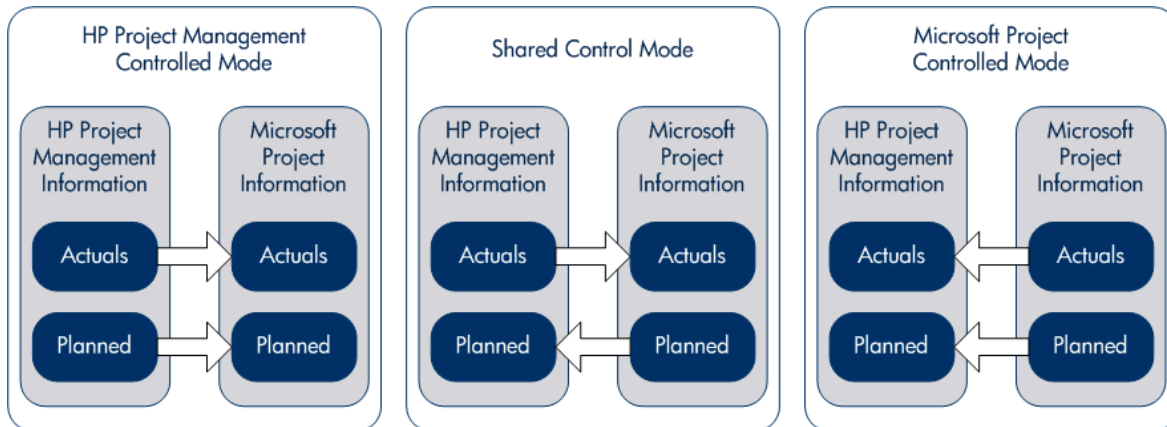 HP Project Management
Controlled Mode
HP Project
Management
Information
Microsoft
Project
Information
Actuals
Actuals
Planned
Planned
Shared Control Mode
HP Project
Management
Information
Microsoft
Project
Information
Actuals
Actuals
Planned
Planned
Microsoft Project
Controlled Mode
HP Project
Management
Information
Microsoft
Project
Information
Actuals
Actuals
Planned
Planned